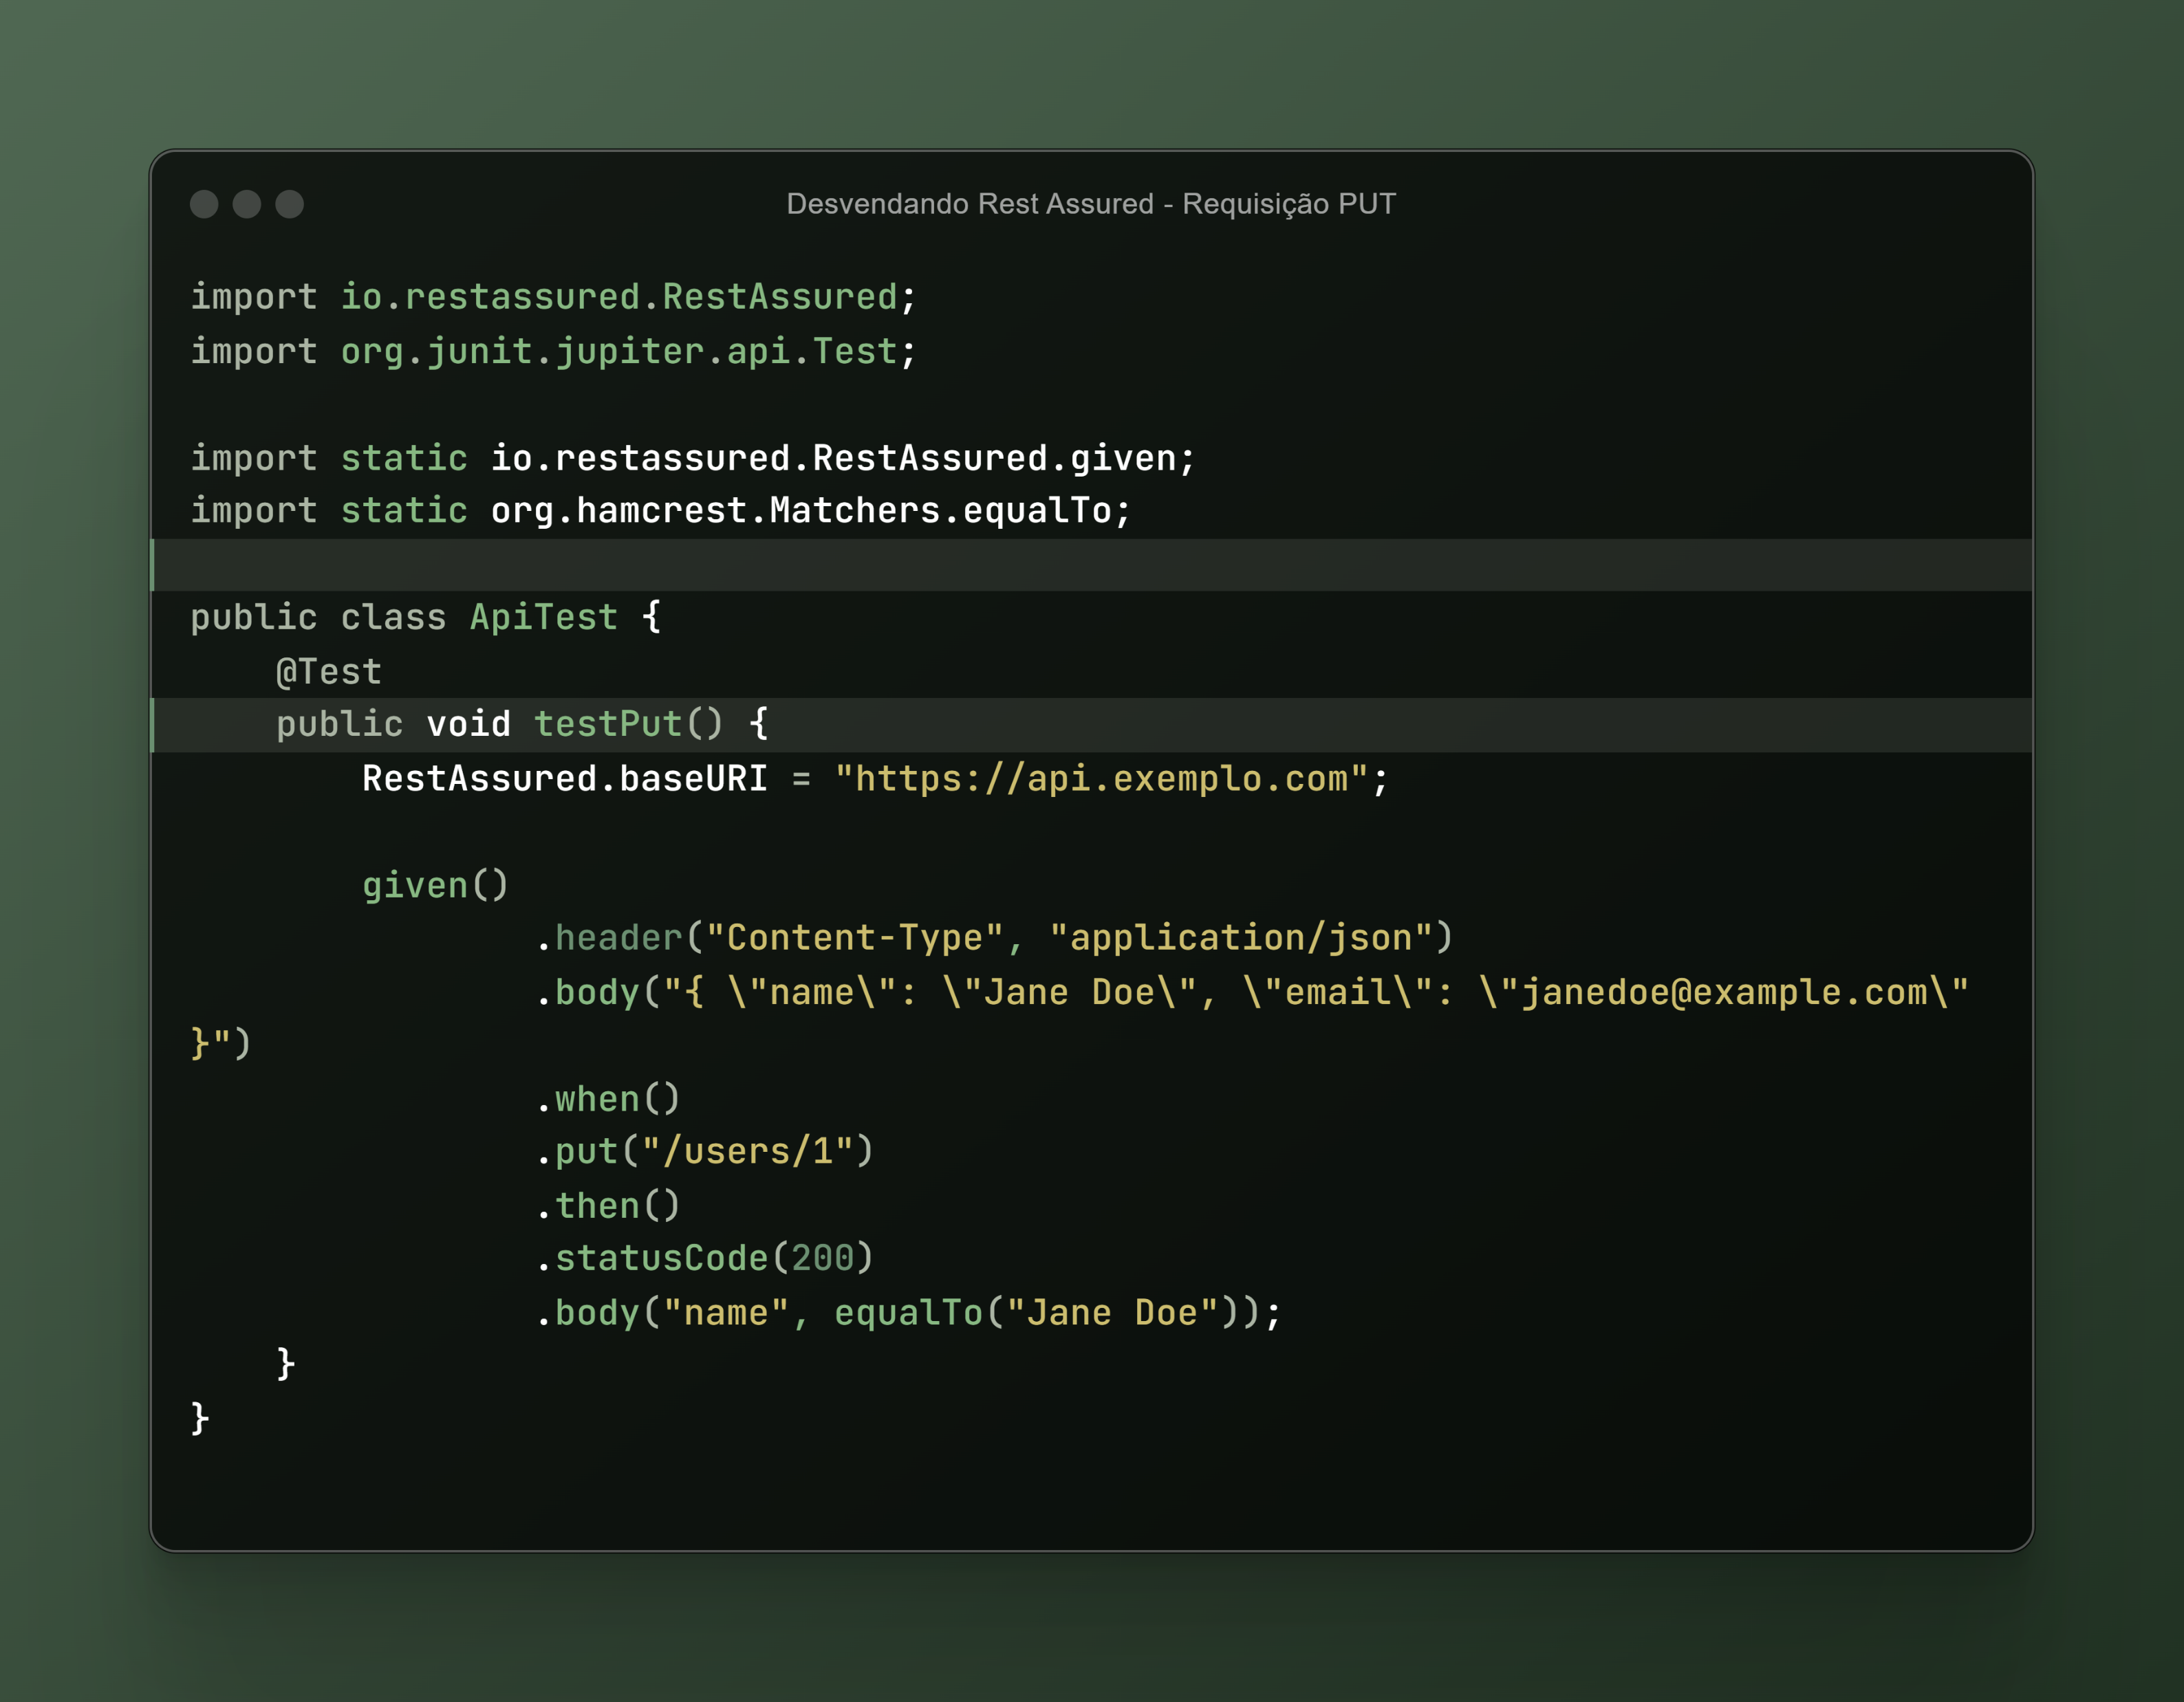 Desvendando Rest Assured - Requisição PUT
import io.restassured.RestAssured;
import org.junit.jupiter.api.Test;
import static io.restassured.RestAssured.given;
import static org.hamcrest.Matchers.equalTo;
public class ApiTest {
    @Test
    public void testPut() {
        RestAssured.baseURI = "https://api.exemplo.com";
        given()
                .header("Content-Type", "application/json")
                .body("{ \"name\": \"Jane Doe\", \"email\": \"janedoe@example.com\"
}")
                .when()
                .put("/users/1")
                .then()
                .statusCode(200)
                .body("name", equalTo("Jane Doe"));
    }
}